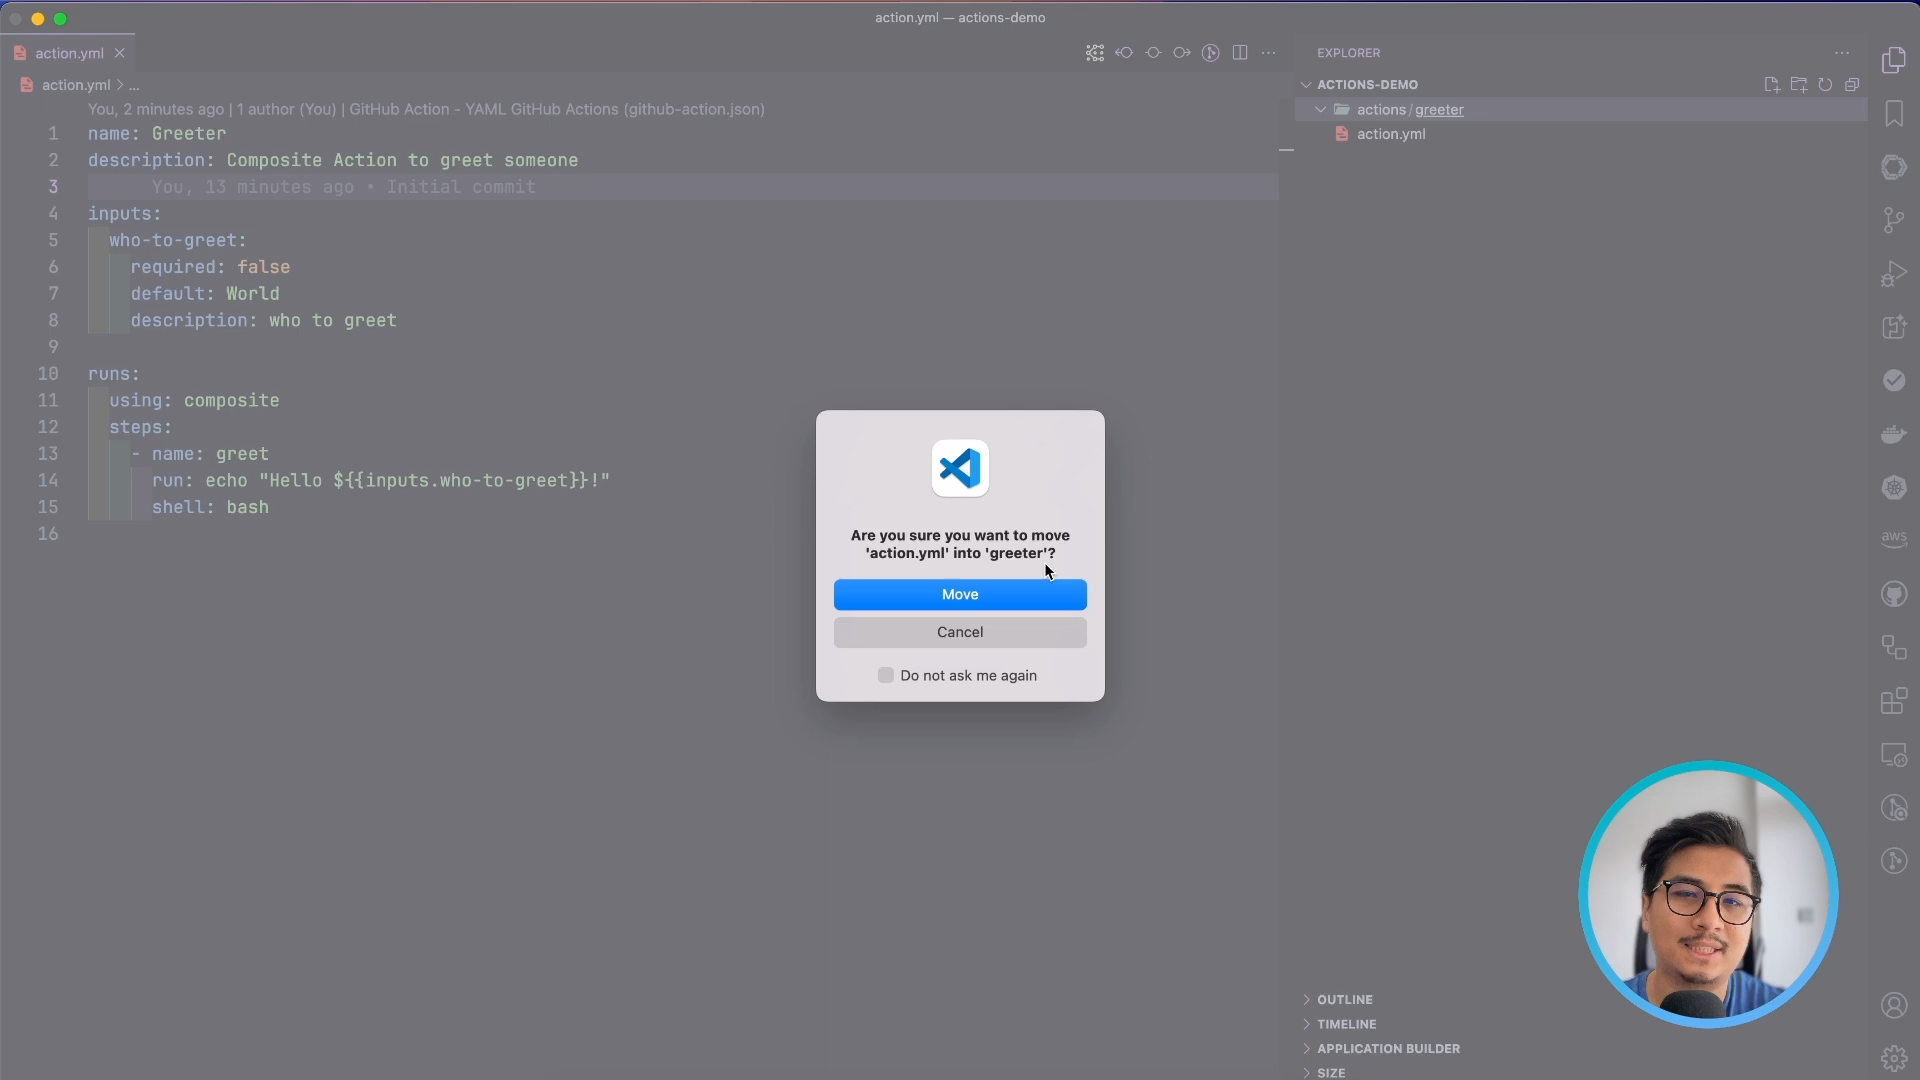 action.yml — actions-demo
action.yml
action.yml > ...
You, 2 minutes ago | 1 author (You) | GitHub Action - YAML GitHub Actions (github-action.json)
1 name: Greeter
2 description: Composite Action to greet someone
3 You, 13 minutes ago • Initial commit
4 inputs:
5 who-to-greet:
6 required: false
7 default: World
8 description: who to greet
9
10 runs:
11 using: composite
12 steps:
13 - name: greet
14 run: echo "Hello ${{inputs.who-to-greet}}!"
15 shell: bash
16
Are you sure you want to move
'action.yml' into 'greeter'?
Move
Cancel
Do not ask me again
EXPLORER
ACTIONS-DEMO
actions/greeter
action.yml
OUTLINE
TIMELINE
APPLICATION BUILDER
SIZE
aws